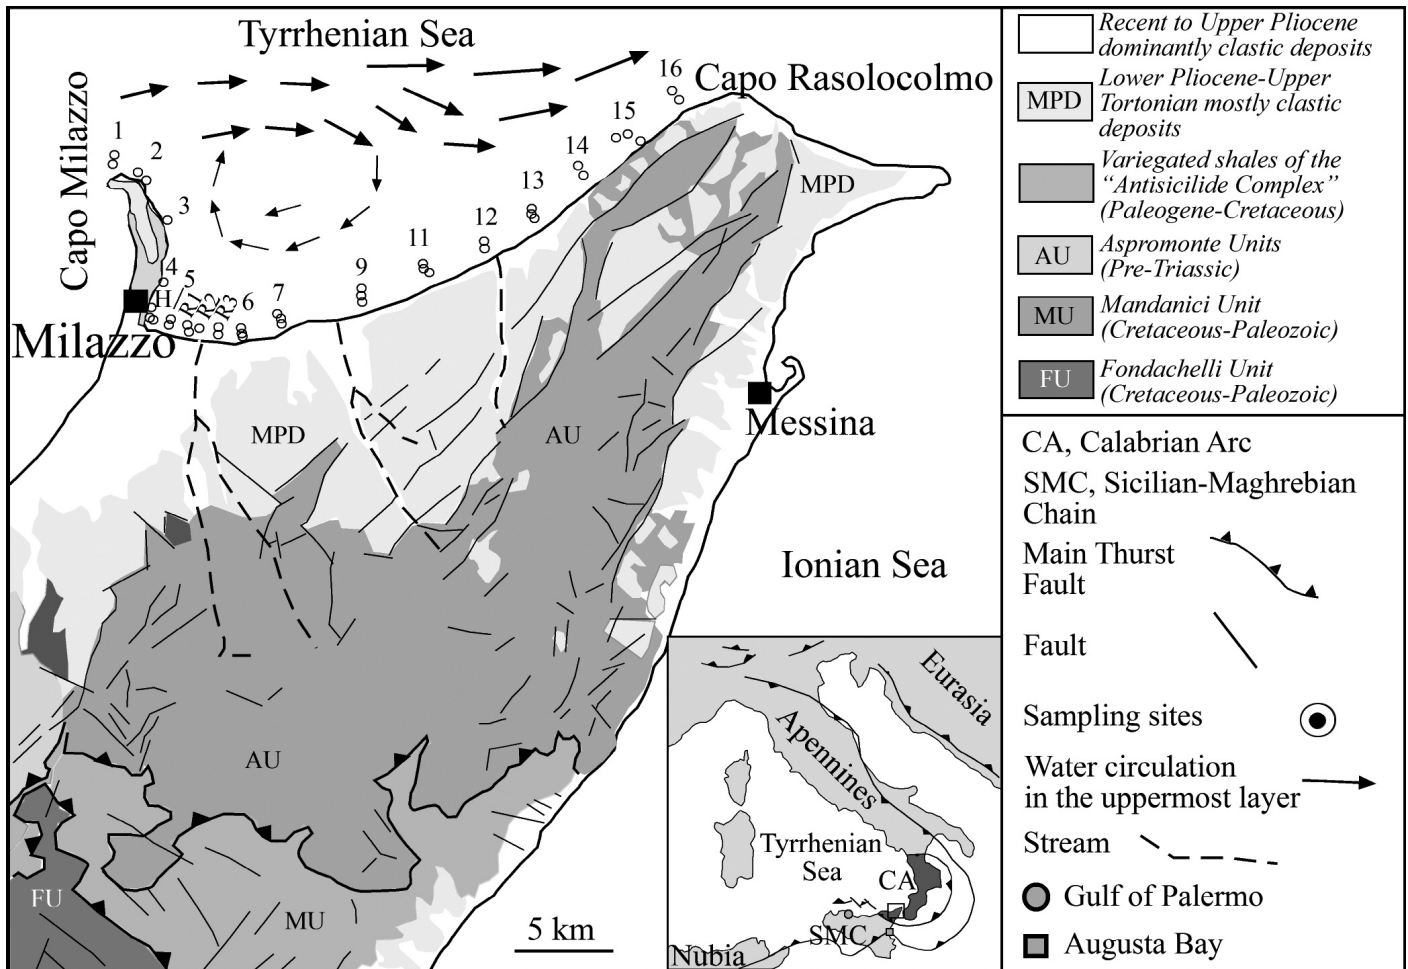 Tyrrhenian Sea
Capo Rasolocolmo
Capo Milazzo
1
2
3
4
H
5
R1
R2
R3
6
7
9
11
12
13
14
15
16
MPD
Milazzo
MPD
AU
Messina
Ionian Sea
AU
FU
MU
5 km
Eurasia
Apennines
Tyrrhenian
Sea
CA
SMC
Nubia
Recent to Upper Pliocene
dominantly clastic deposits
MPD
Lower Pliocene-Upper
Tortonian mostly clastic
deposits
Variegated shales of the
“Antisicilide Complex”
(Paleogene-Cretaceous)
AU
Aspromonte Units
(Pre-Triassic)
MU
Mandanici Unit
(Cretaceous-Paleozoic)
FU
Fondachelli Unit
(Cretaceous-Paleozoic)
CA, Calabrian Arc
SMC, Sicilian-Maghrebian
Chain
Main Thurst
Fault
Fault
Sampling sites
Water circulation
in the uppermost layer
Stream
Gulf of Palermo
Augusta Bay